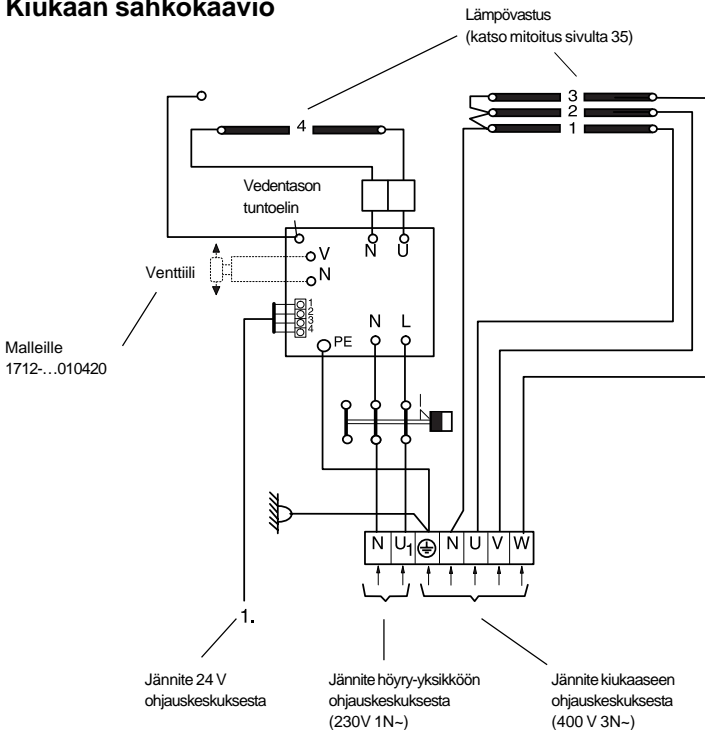 Kiukaan sähkökaavio
Lämpövastus
(katso mitoitus sivulta 35)
3
2
1
4
Vedentason
tuntoelin
V
N
N U
Venttiili
1
2
3
4
N L
PE
Malleille
1712-…010420
N U1 N U V W
1.
Jännite 24 V
ohjauskeskuksesta
Jännite höyry-yksikköön
ohjauskeskuksesta
(230V 1N~)
Jännite kiukaaseen
ohjauskeskuksesta
(400 V 3N~)